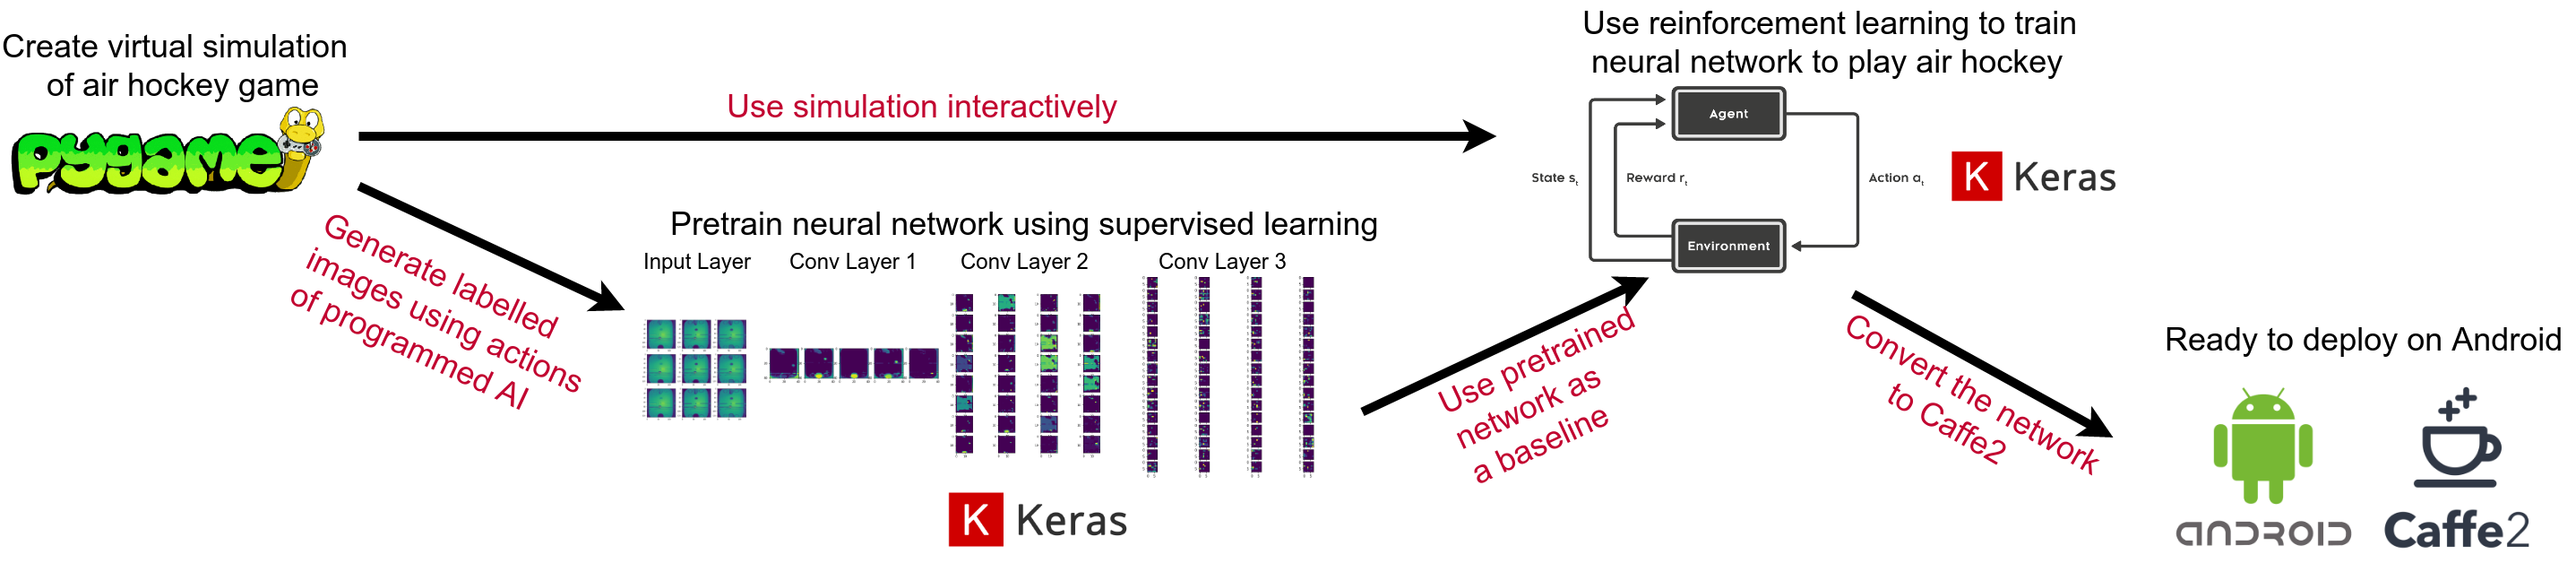 Create virtual simulation
of air hockey game
pygame
Use simulation interactively
Generate labelled
images using actions
of programmed AI
Pretrain neural network using supervised learning
Input Layer
Conv Layer 1
Conv Layer 2
Conv Layer 3
K Keras
Use pretrained
network as
a baseline
Use reinforcement learning to train
neural network to play air hockey
Agent
State st
Reward rt
Action at
Environment
K Keras
Convert the network
to Caffe2
Ready to deploy on Android
ANDROID
Caffe2